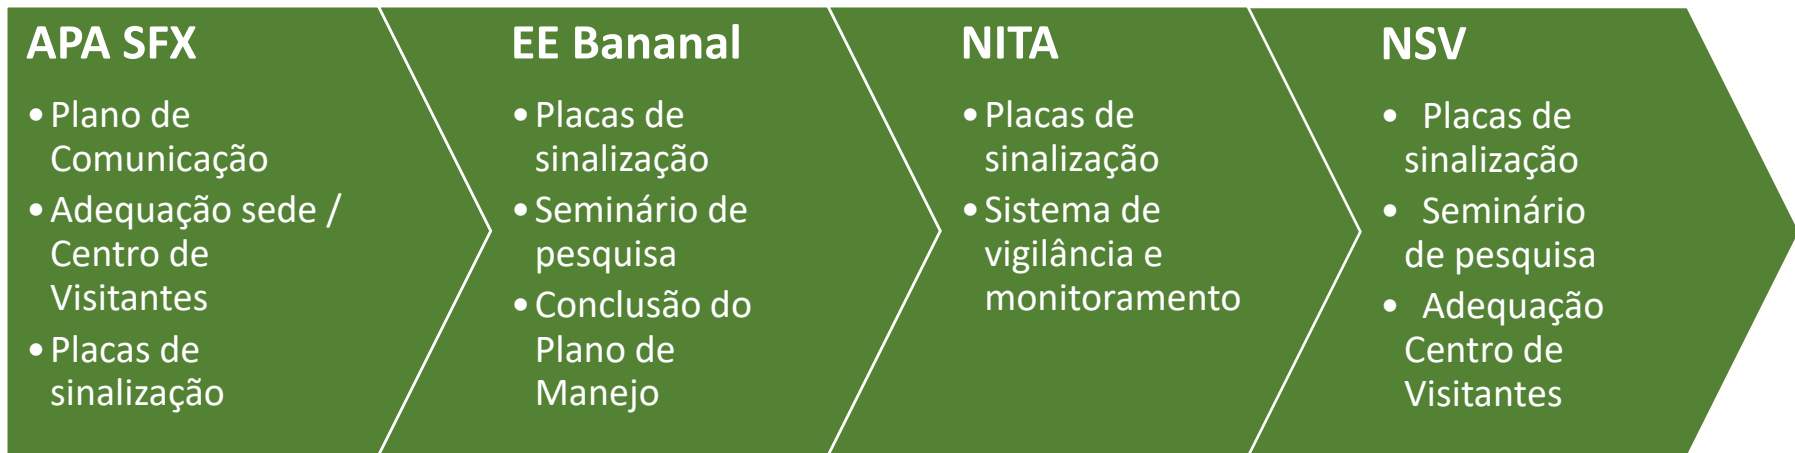 APA SFX
• Plano de
Comunicação
• Adequação sede /
Centro de
Visitantes
• Placas de
sinalização
EE Bananal
• Placas de
sinalização
• Seminário de
pesquisa
• Conclusão do
Plano de
Manejo
NITA
• Placas de
sinalização
• Sistema de
vigilância e
monitoramento
NSV
• Placas de
sinalização
• Seminário
de pesquisa
• Adequação
Centro de
Visitantes